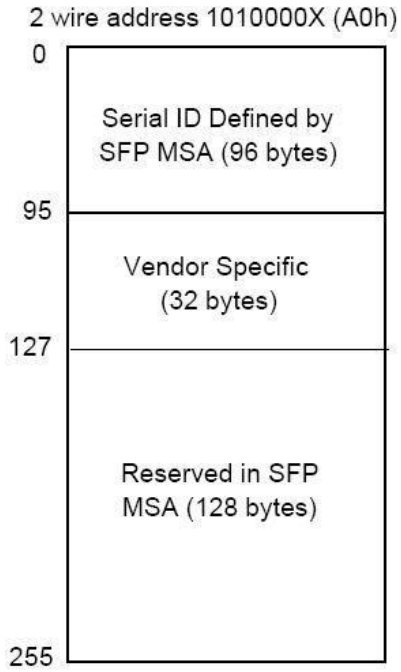 2 wire address 1010000X (A0h)
0
Serial ID Defined by
SFP MSA (96 bytes)
95
Vendor Specific
(32 bytes)
127
Reserved in SFP
MSA (128 bytes)
255